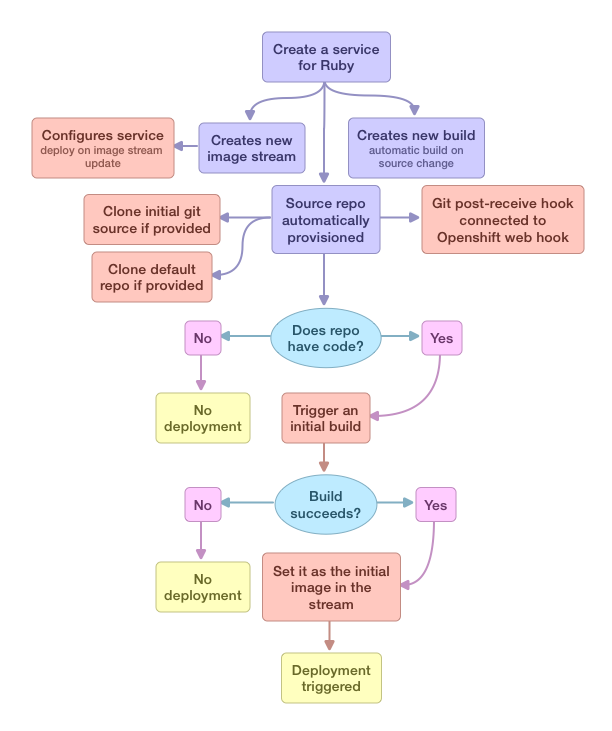 Create a service
for Ruby
Configures service
deploy on image stream
update
Creates new
image stream
Creates new build
automatic build on
source change
Clone initial git
source if provided
Source repo
automatically
provisioned
Git post-receive hook
connected to
Openshift web hook
Clone default
repo if provided
No
Does repo
have code?
Yes
No
deployment
Trigger an
initial build
No
Build
succeeds?
Yes
No
deployment
Set it as the initial
image in the
stream
Deployment
triggered